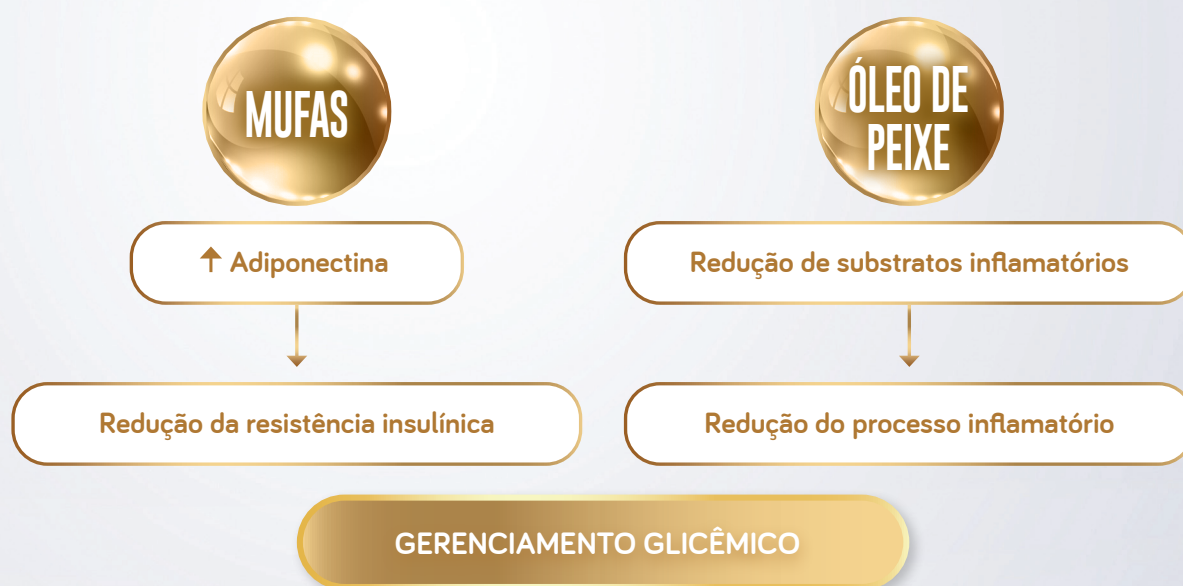 MUFAS
↑ Adiponectina
Redução da resistência insulínica
ÓLEO DE
PEIXE
Redução de substratos inflamatórios
Redução do processo inflamatório
GERENCIAMENTO GLICÊMICO